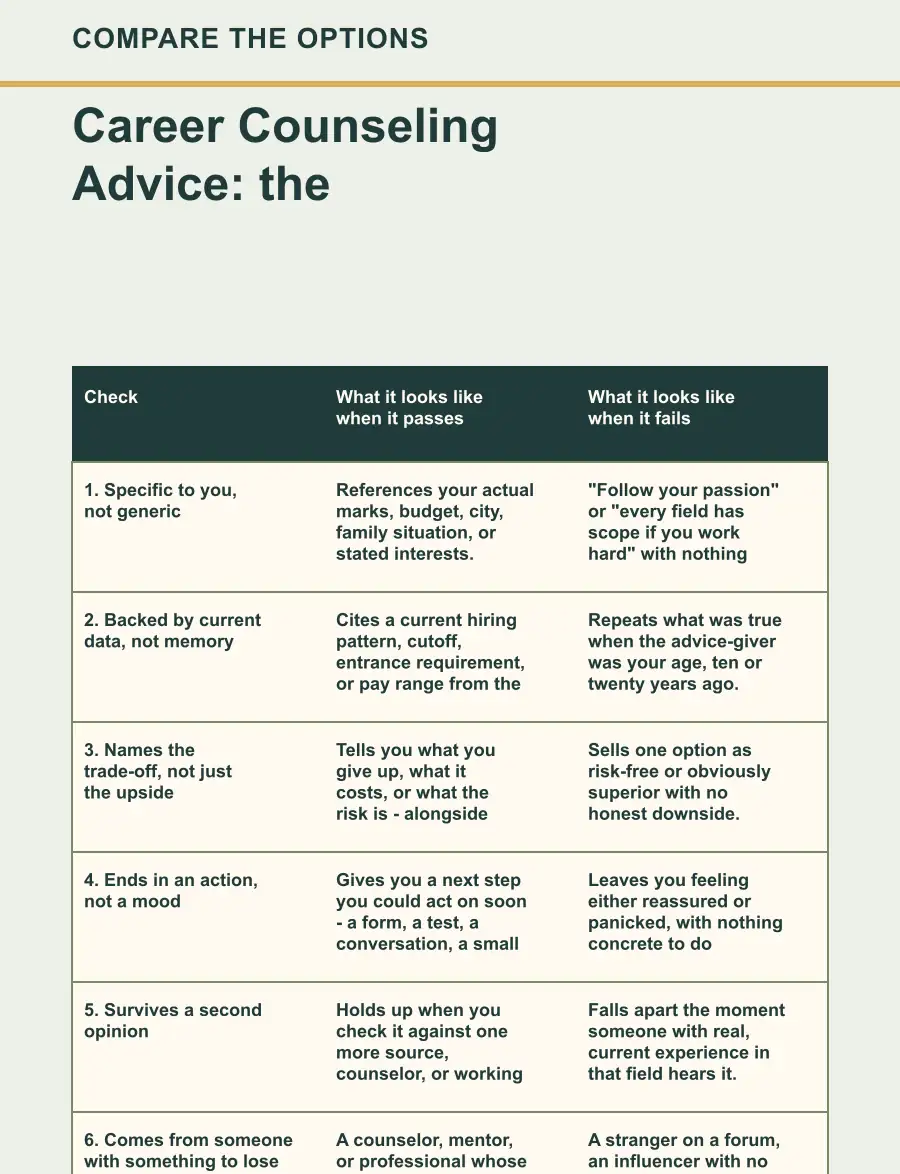 COMPARE THE OPTIONS
Career Counseling
Advice: the
Check
What it looks like
when it passes
What it looks like
when it fails
1. Specific to you,
not generic
References your actual
marks, budget, city,
family situation, or
stated interests.
"Follow your passion"
or "every field has
scope if you work
hard" with nothing
2. Backed by current
data, not memory
Cites a current hiring
pattern, cutoff,
entrance requirement,
or pay range from the
Repeats what was true
when the advice-giver
was your age, ten or
twenty years ago.
3. Names the
trade-off, not just
the upside
Tells you what you
give up, what it
costs, or what the
risk is - alongside
Sells one option as
risk-free or obviously
superior with no
honest downside.
4. Ends in an action,
not a mood
Gives you a next step
you could act on soon
- a form, a test, a
conversation, a small
Leaves you feeling
either reassured or
panicked, with nothing
concrete to do
5. Survives a second
opinion
Holds up when you
check it against one
more source,
counselor, or working
Falls apart the moment
someone with real,
current experience in
that field hears it.
6. Comes from someone
with something to lose
A counselor, mentor,
or professional whose
A stranger on a forum,
an influencer with no